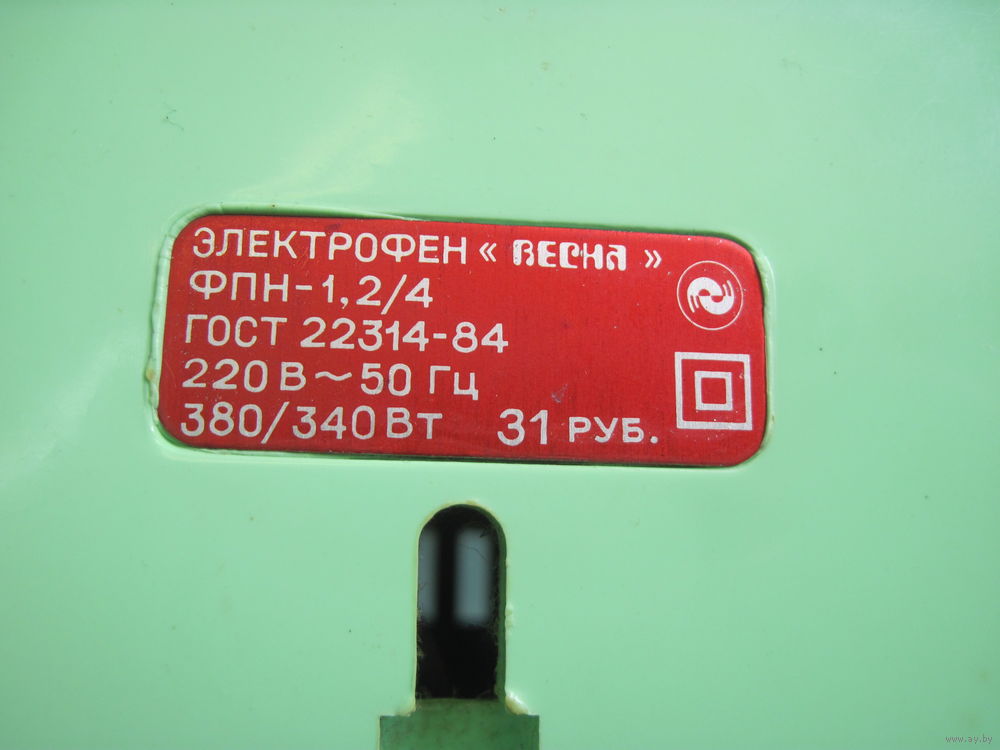 ЭЛЕКТРОФЕН « ВЕСНА »
ФПН-1,2/4
ГОСТ 22314-84
220 В ~ 50 Гц
380/340 Вт 31 РУБ.
www.ay.by